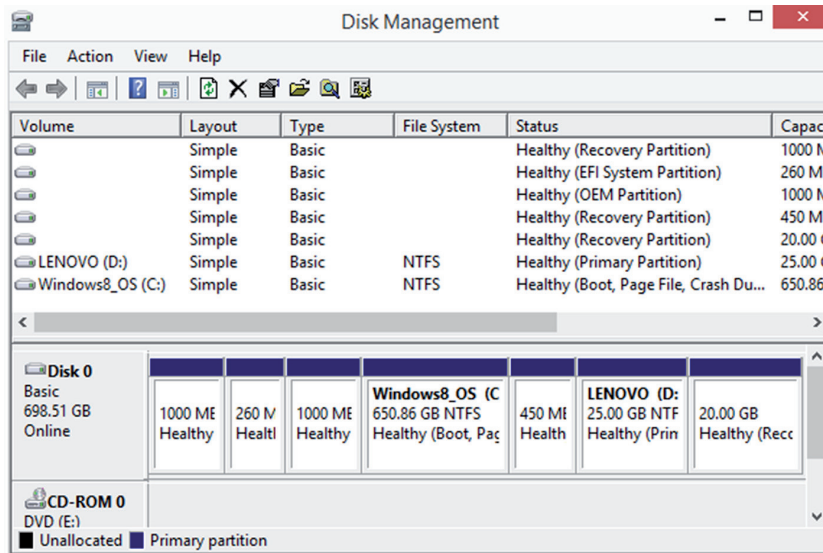 Disk Management
File Action View Help
Volume Layout Type File System Status Capac
Simple Basic Healthy (Recovery Partition) 1000 M
Simple Basic Healthy (EFI System Partition) 260 M
Simple Basic Healthy (OEM Partition) 1000 M
Simple Basic Healthy (Recovery Partition) 450 M
Simple Basic Healthy (Recovery Partition) 20.00
LENOVO (D:) Simple Basic NTFS Healthy (Primary Partition) 25.00
Windows8_OS (C:) Simple Basic NTFS Healthy (Boot, Page File, Crash Du... 650.86
Disk 0
Basic
698.51 GB
Online
1000 ME
Healthy
260 M
Healtl
1000 ME
Healthy
Windows8_OS (C
650.86 GB NTFS
Healthy (Boot, Pag
450 ME
Health
LENOVO (D:
25.00 GB NTF
Healthy (Prin
20.00 GB
Healthy (Recc
CD-ROM 0
DVD (E:)
Unallocated Primary partition